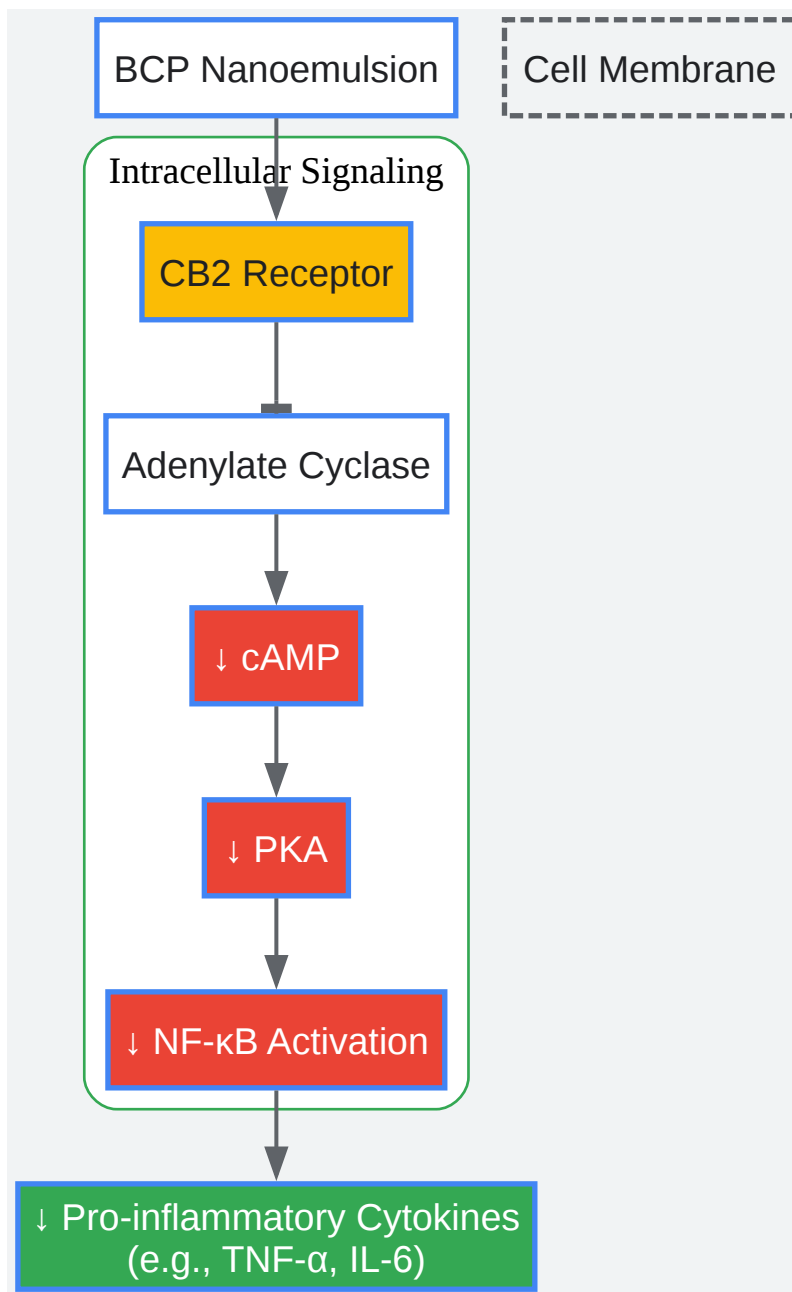 BCP Nanoemulsion
Cell Membrane
Intracellular Signaling
CB2 Receptor
Adenylate Cyclase
↓ cAMP
↓ PKA
↓ NF-κB Activation
↓ Pro-inflammatory Cytokines
(e.g., TNF-α, IL-6)